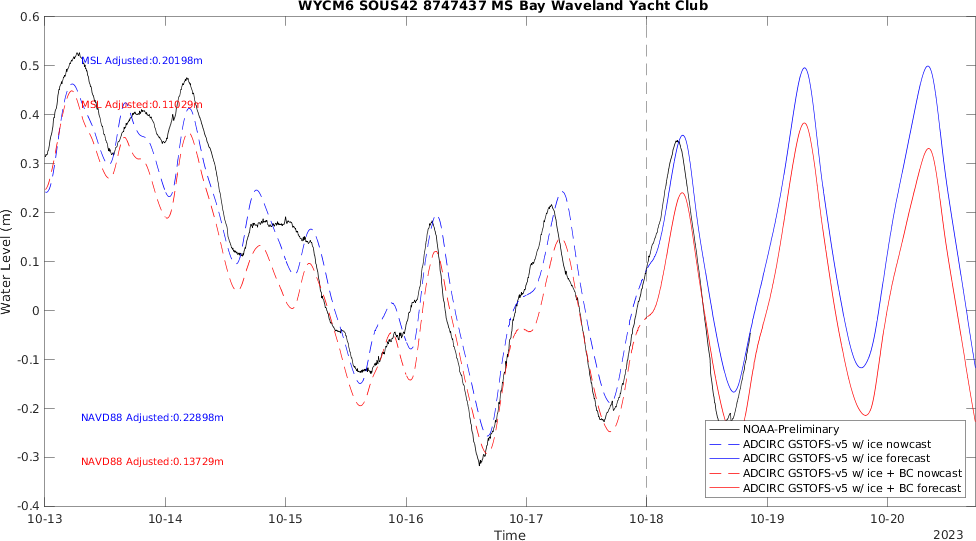 WYCM6 SOUS42 8747437 MS Bay Waveland Yacht Club
0.6
0.5
0.4
0.3
0.2
0.1
0
-0.1
-0.2
-0.3
-0.4
Water Level (m)
MSL Adjusted:0.20198m
MSL Adjusted:0.11029m
NAVD88 Adjusted:0.22898m
NAVD88 Adjusted:0.13729m
NOAA-Preliminary
ADCIRC GSTOFS-v5 w/ ice nowcast
ADCIRC GSTOFS-v5 w/ ice forecast
ADCIRC GSTOFS-v5 w/ ice + BC nowcast
ADCIRC GSTOFS-v5 w/ ice + BC forecast
10-13 10-14 10-15 10-16 10-17 10-18 10-19 10-20
Time
2023